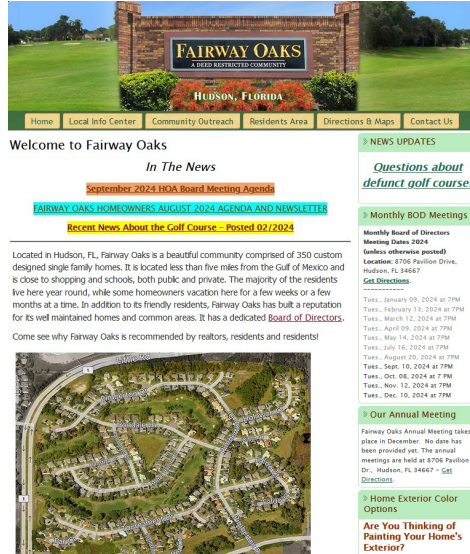 FAIRWAY OAKS
A DEED RESTRICTED COMMUNITY
HUDSON, FLORIDA
Home Local Info Center Community Outreach Residents Area Directions & Maps Contact Us
Welcome to Fairway Oaks
In The News
September 2024 HOA Board Meeting Agenda
FAIRWAY OAKS HOMEOWNERS AUGUST 2024 AGENDA AND NEWSLETTER
Recent News About the Golf Course – Posted 02/2024
Located in Hudson, FL, Fairway Oaks is a beautiful community comprised of 350 custom
designed single family homes. It is located less than five miles from the Gulf of Mexico and
is close to shopping and schools, both public and private. The majority of the residents
live here year round, while some homeowners vacation here for a few weeks or a few
months at a time. In addition to its friendly residents, Fairway Oaks has built a reputation
for its well maintained homes and common areas. It has a dedicated Board of Directors.
Come see why Fairway Oaks is recommended by realtors, residents and residents!
1
1
NEWS UPDATES
Questions about
defunct golf course
Monthly BOD Meetings
Monthly Board of Directors
Meeting Dates 2024
(unless otherwise posted)
Location: 8706 Pavilion Drive,
Hudson, FL 34667
Get Directions.
-----------
Tues., January 09, 2024 at 7PM
Tues., February 13, 2024 at 7PM
Tues., March 12, 2024 at 7PM
Tues., April 09, 2024 at 7PM
Tues., May 14, 2024 at 7PM
Tues., July 16, 2024 at 7PM
Tues., August 20, 2024 at 7PM
Tues., Sept. 10, 2024 at 7PM
Tues., Oct. 08, 2024 at 7PM
Tues., Nov. 12, 2024 at 7PM
Tues., Dec. 10, 2024 at 7PM
Our Annual Meeting
Fairway Oaks Annual Meeting takes
place in December. No date has
been provided yet. The annual
meetings are held at 8706 Pavilion
Dr., Hudson, FL 34667 – Get
Directions.
Home Exterior Color
Options
Are You Thinking of
Painting Your Home's
Exterior?